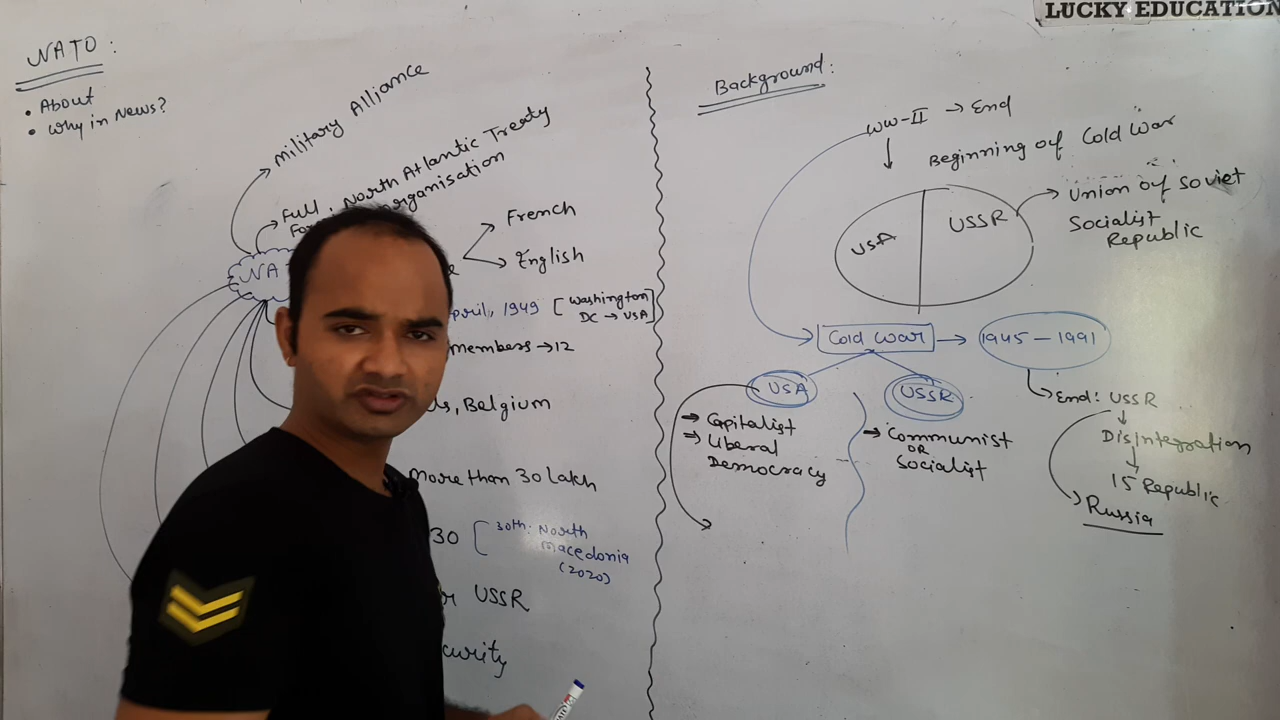 LUCKY EDUCATION
NATO:
• About
• Why in News?
Military Alliance
Full North Atlantic Treaty
organisation
NA
French
English
pril, 1949 [Washington
DC → USA]
members → 12
s, Belgium
more than 30 lakh
30 [30th: North
Macedonia
(2020)
USSR
curity
Background:
WW-II → End
Beginning of Cold War
USA
USSR
Union of Soviet
Socialist
Republic
Cold War → 1945 - 1991
USA
USSR
→ Capitalist
→ Liberal
Democracy
→ Communist
OR
Socialist
End: USSR
Disintegration
15 Republic
Russia